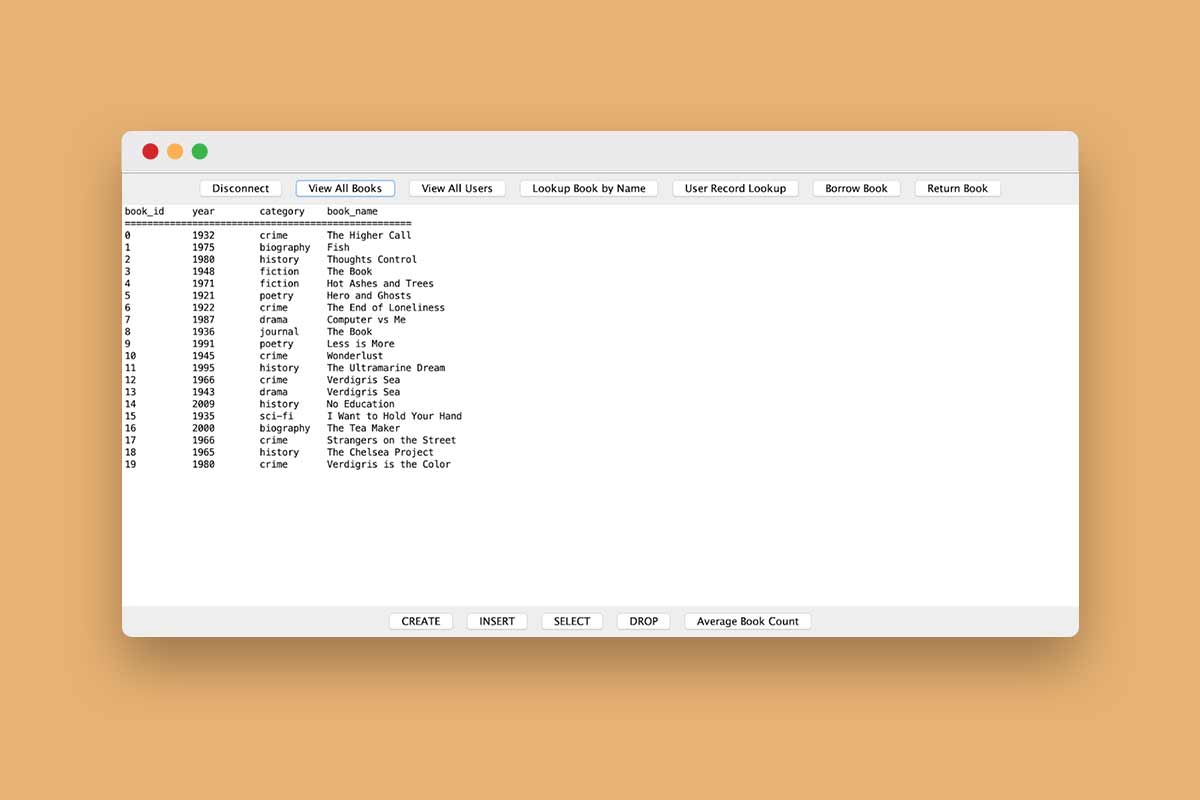 Disconnect View All Books View All Users Lookup Book by Name User Record Lookup Borrow Book Return Book
book_id year category book_name
===================================================
0 1932 crime The Higher Call
1 1975 biography Fish
2 1980 history Thoughts Control
3 1948 fiction The Book
4 1971 fiction Hot Ashes and Trees
5 1921 poetry Hero and Ghosts
6 1922 crime The End of Loneliness
7 1987 drama Computer vs Me
8 1936 journal The Book
9 1991 poetry Less is More
10 1945 crime Wonderlust
11 1995 history The Ultramarine Dream
12 1966 crime Verdigris Sea
13 1943 drama Verdigris Sea
14 2009 history No Education
15 1935 sci-fi I Want to Hold Your Hand
16 2000 biography The Tea Maker
17 1966 crime Strangers on the Street
18 1965 history The Chelsea Project
19 1980 crime Verdigris is the Color
CREATE INSERT SELECT DROP Average Book Count